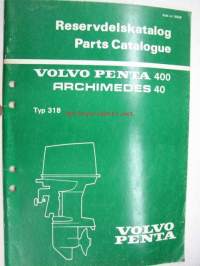 Reservdelskatalog
Parts Catalogue
VOLVO PENTA 400
ARCHIMEDES 40
Typ 318
VOLVO
PENTA